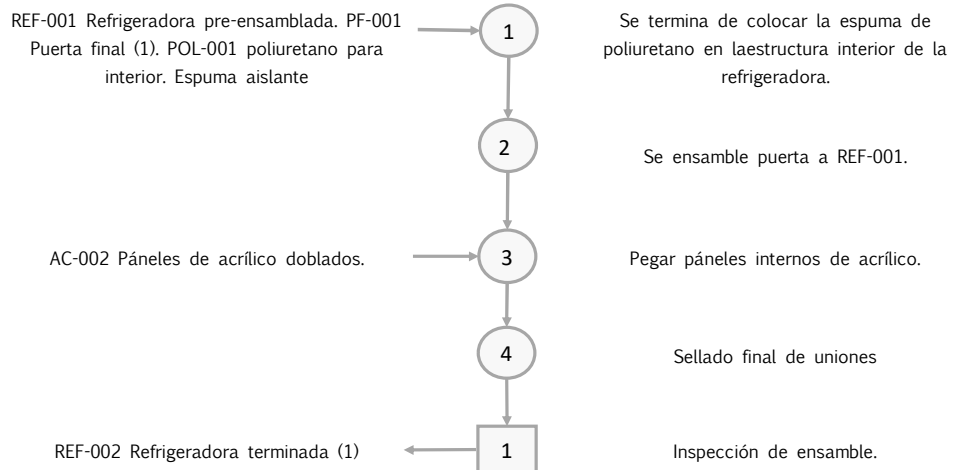 REF-001 Refrigeradora pre-ensamblada. PF-001
Puerta final (1). POL-001 poliuretano para
interior. Espuma aislante
1
Se termina de colocar la espuma de
poliuretano en laestructura interior de la
refrigeradora.
2
Se ensamble puerta a REF-001.
AC-002 Páneles de acrílico doblados.
3
Pegar páneles internos de acrílico.
4
Sellado final de uniones
REF-002 Refrigeradora terminada (1)
1
Inspección de ensamble.